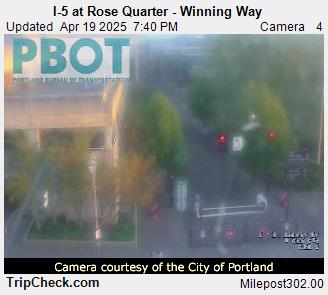 I-5 at Rose Quarter - Winning Way
Updated Apr 19 2025 7:40 PM Camera 4
PBOT
PORTLAND BUREAU OF TRANSPORTATION
Camera courtesy of the City of Portland
TripCheck.com Milepost302.00